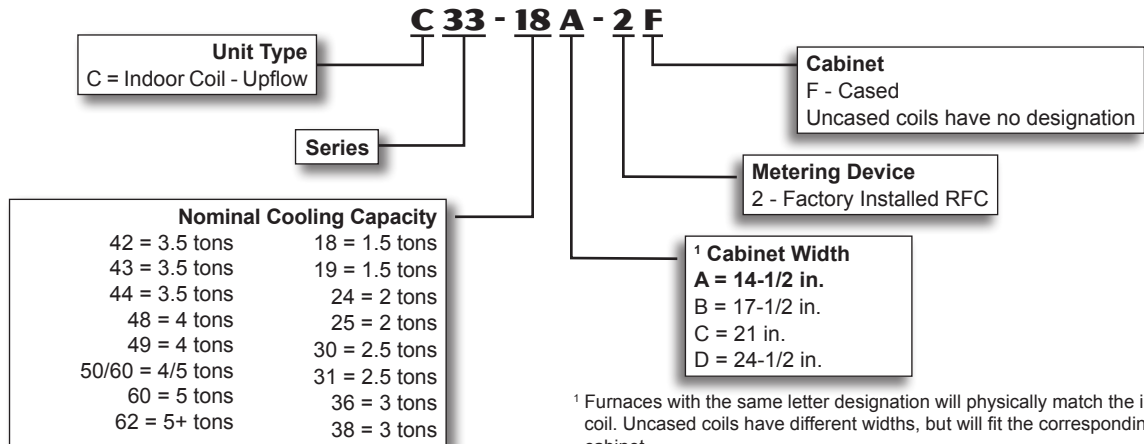 C 33 - 18 A - 2 F
Unit Type
C = Indoor Coil - Upflow
Series
Nominal Cooling Capacity
42 = 3.5 tons
43 = 3.5 tons
44 = 3.5 tons
48 = 4 tons
49 = 4 tons
50/60 = 4/5 tons
60 = 5 tons
62 = 5+ tons
18 = 1.5 tons
19 = 1.5 tons
24 = 2 tons
25 = 2 tons
30 = 2.5 tons
31 = 2.5 tons
36 = 3 tons
38 = 3 tons
Cabinet
F - Cased
Uncased coils have no designation
Metering Device
2 - Factory Installed RFC
¹ Cabinet Width
A = 14-1/2 in.
B = 17-1/2 in.
C = 21 in.
D = 24-1/2 in.
¹ Furnaces with the same letter designation will physically match the
coil. Uncased coils have different widths, but will fit the